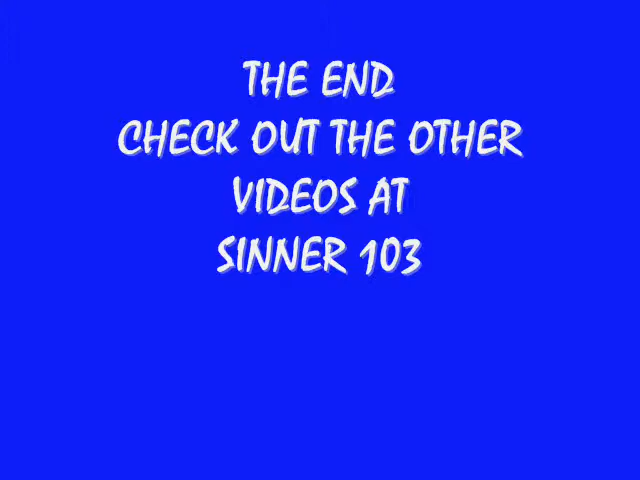 THE END
CHECK OUT THE OTHER
VIDEOS AT
SINNER 103